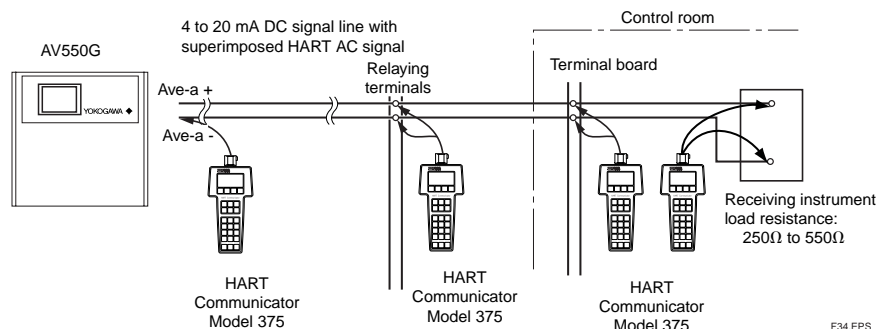 Control room
4 to 20 mA DC signal line with
superimposed HART AC signal
AV550G
Relaying
terminals
Terminal board
Ave-a +
YOKOGAWA
Ave-a -
Receiving instrument
load resistance:
250Ω to 550Ω
HART
Communicator
Model 375
HART
Communicator
Model 375
HART
Communicator
Model 375
F34.EPS